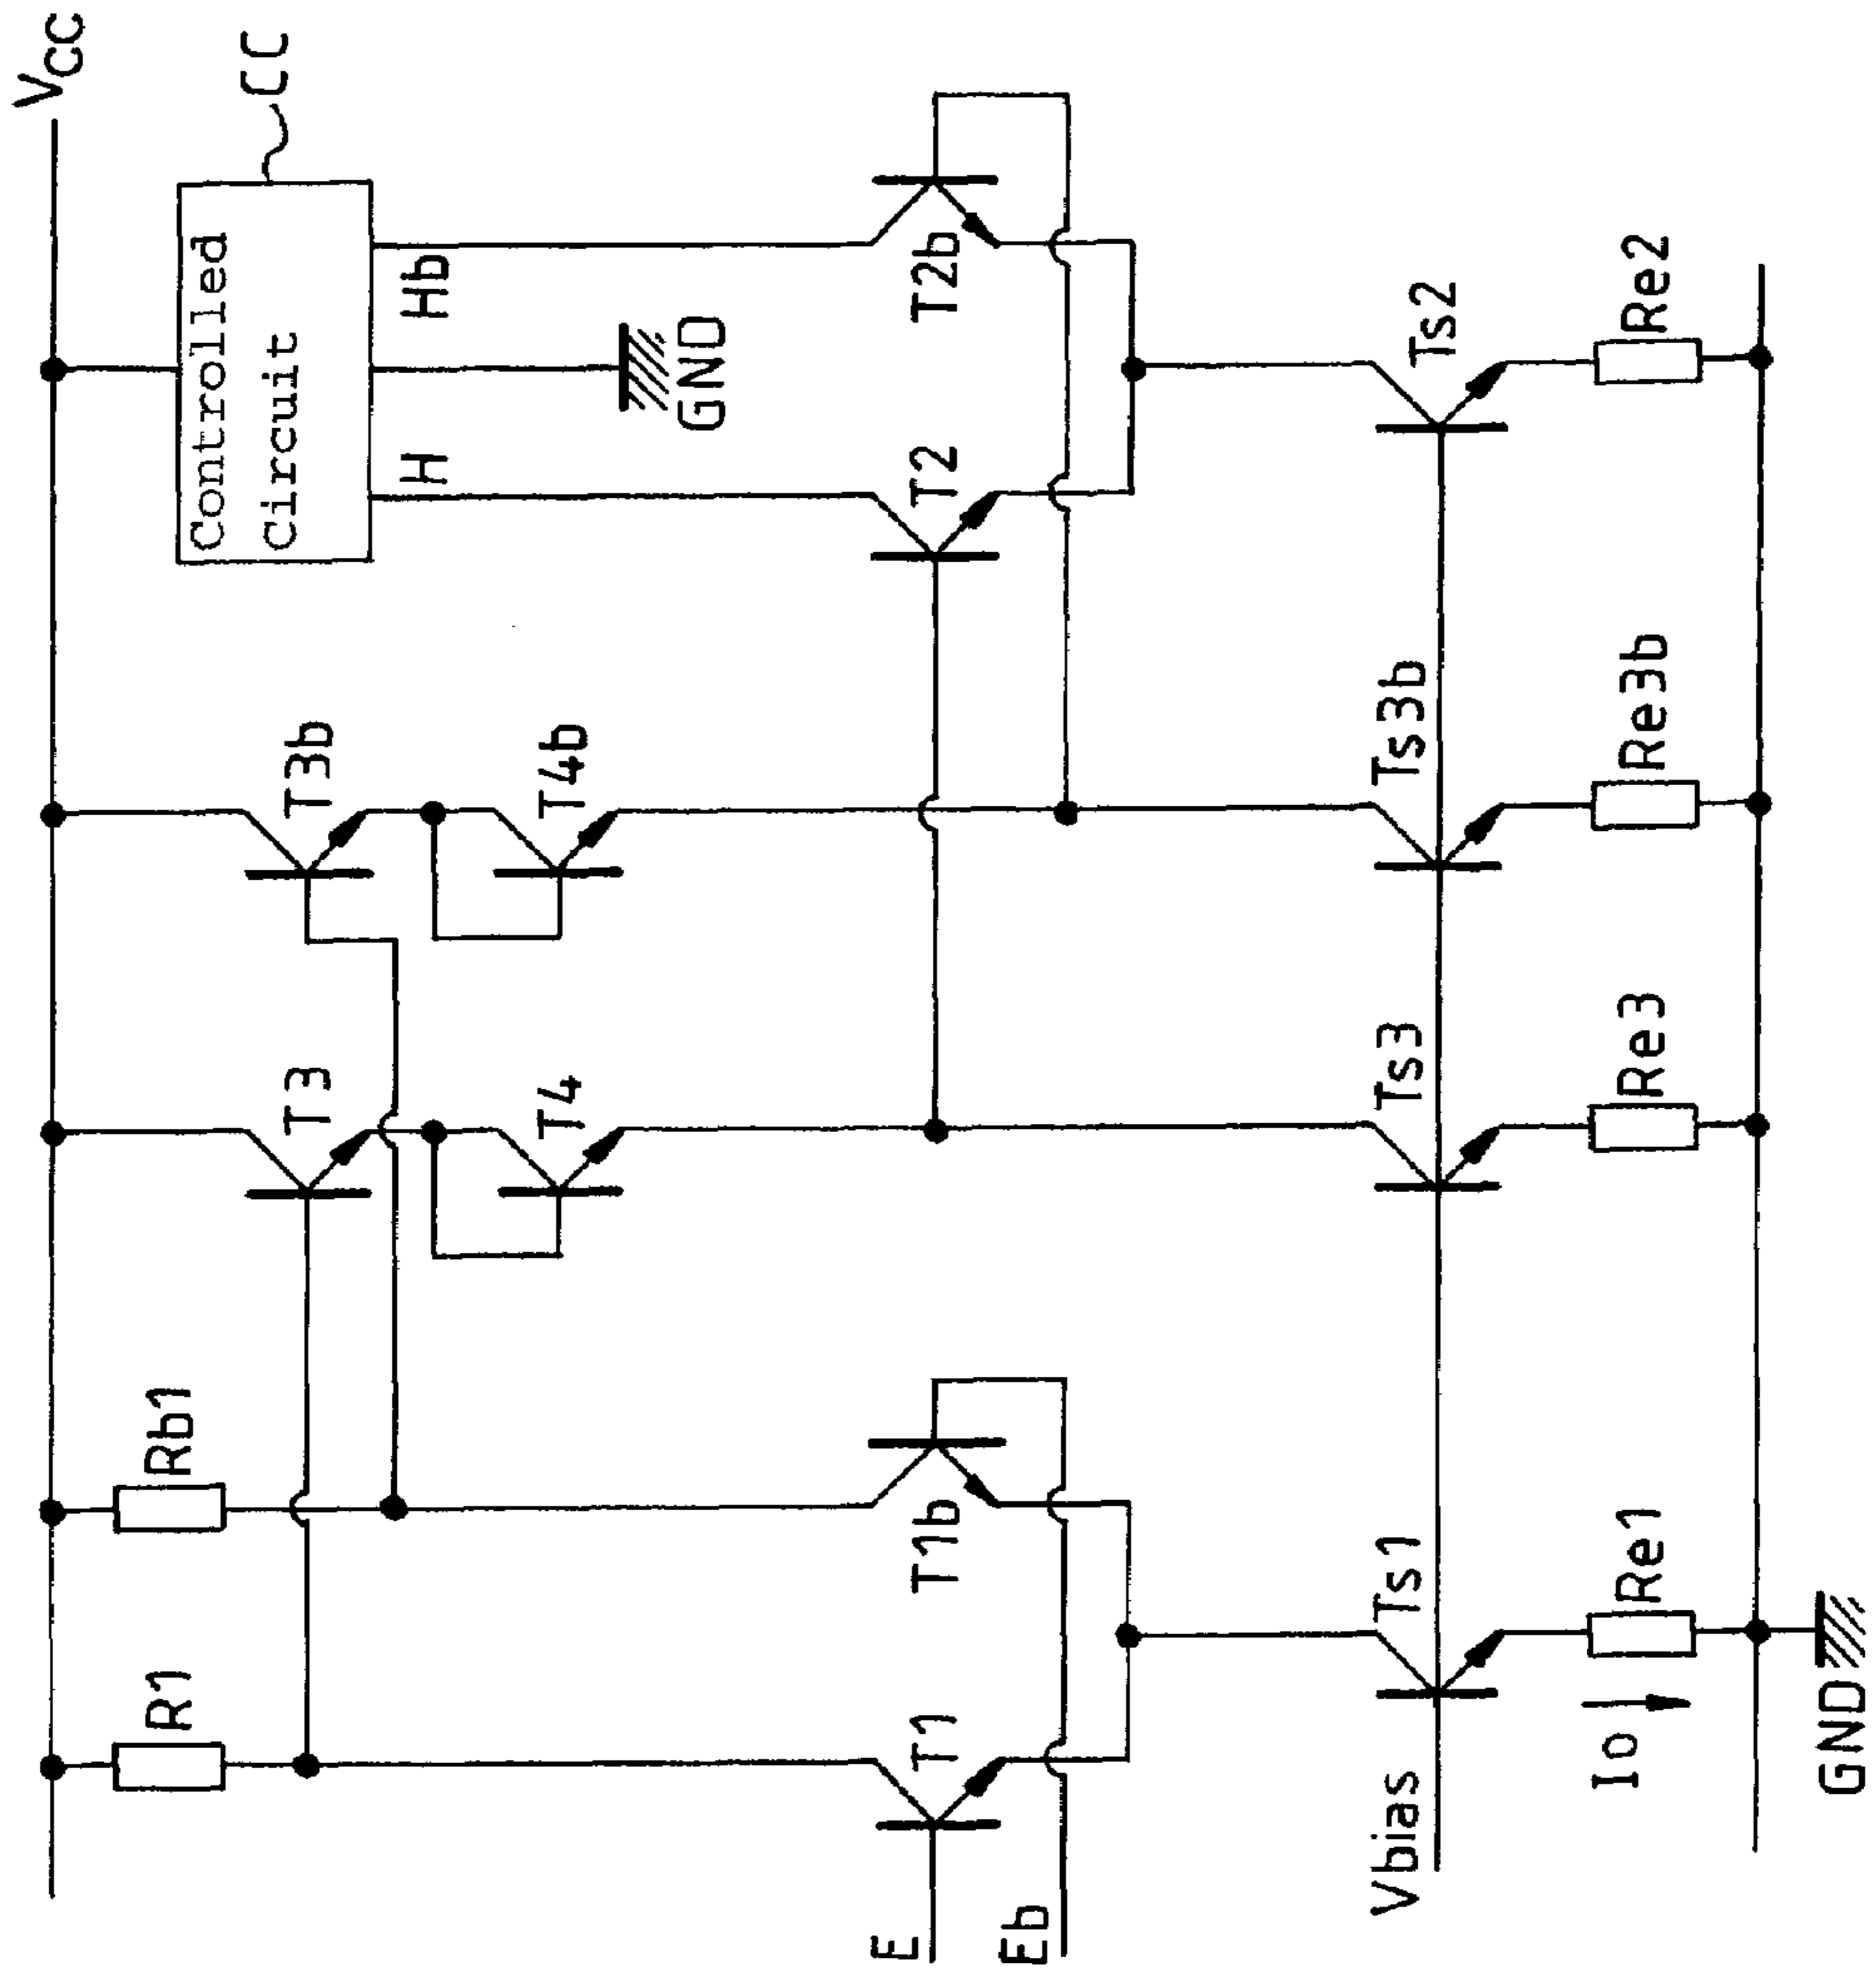 Vcc
CC
Controlled
Circuit
R1
Rb1
T3
T3b
H
Hb
T4
T4b
GND
E
T1
T1b
T2
T2b
Eb
Vbias
Ts1
Ts3
Ts3b
Ts2
Io
Re1
Re3
Re3b
Re2
GND